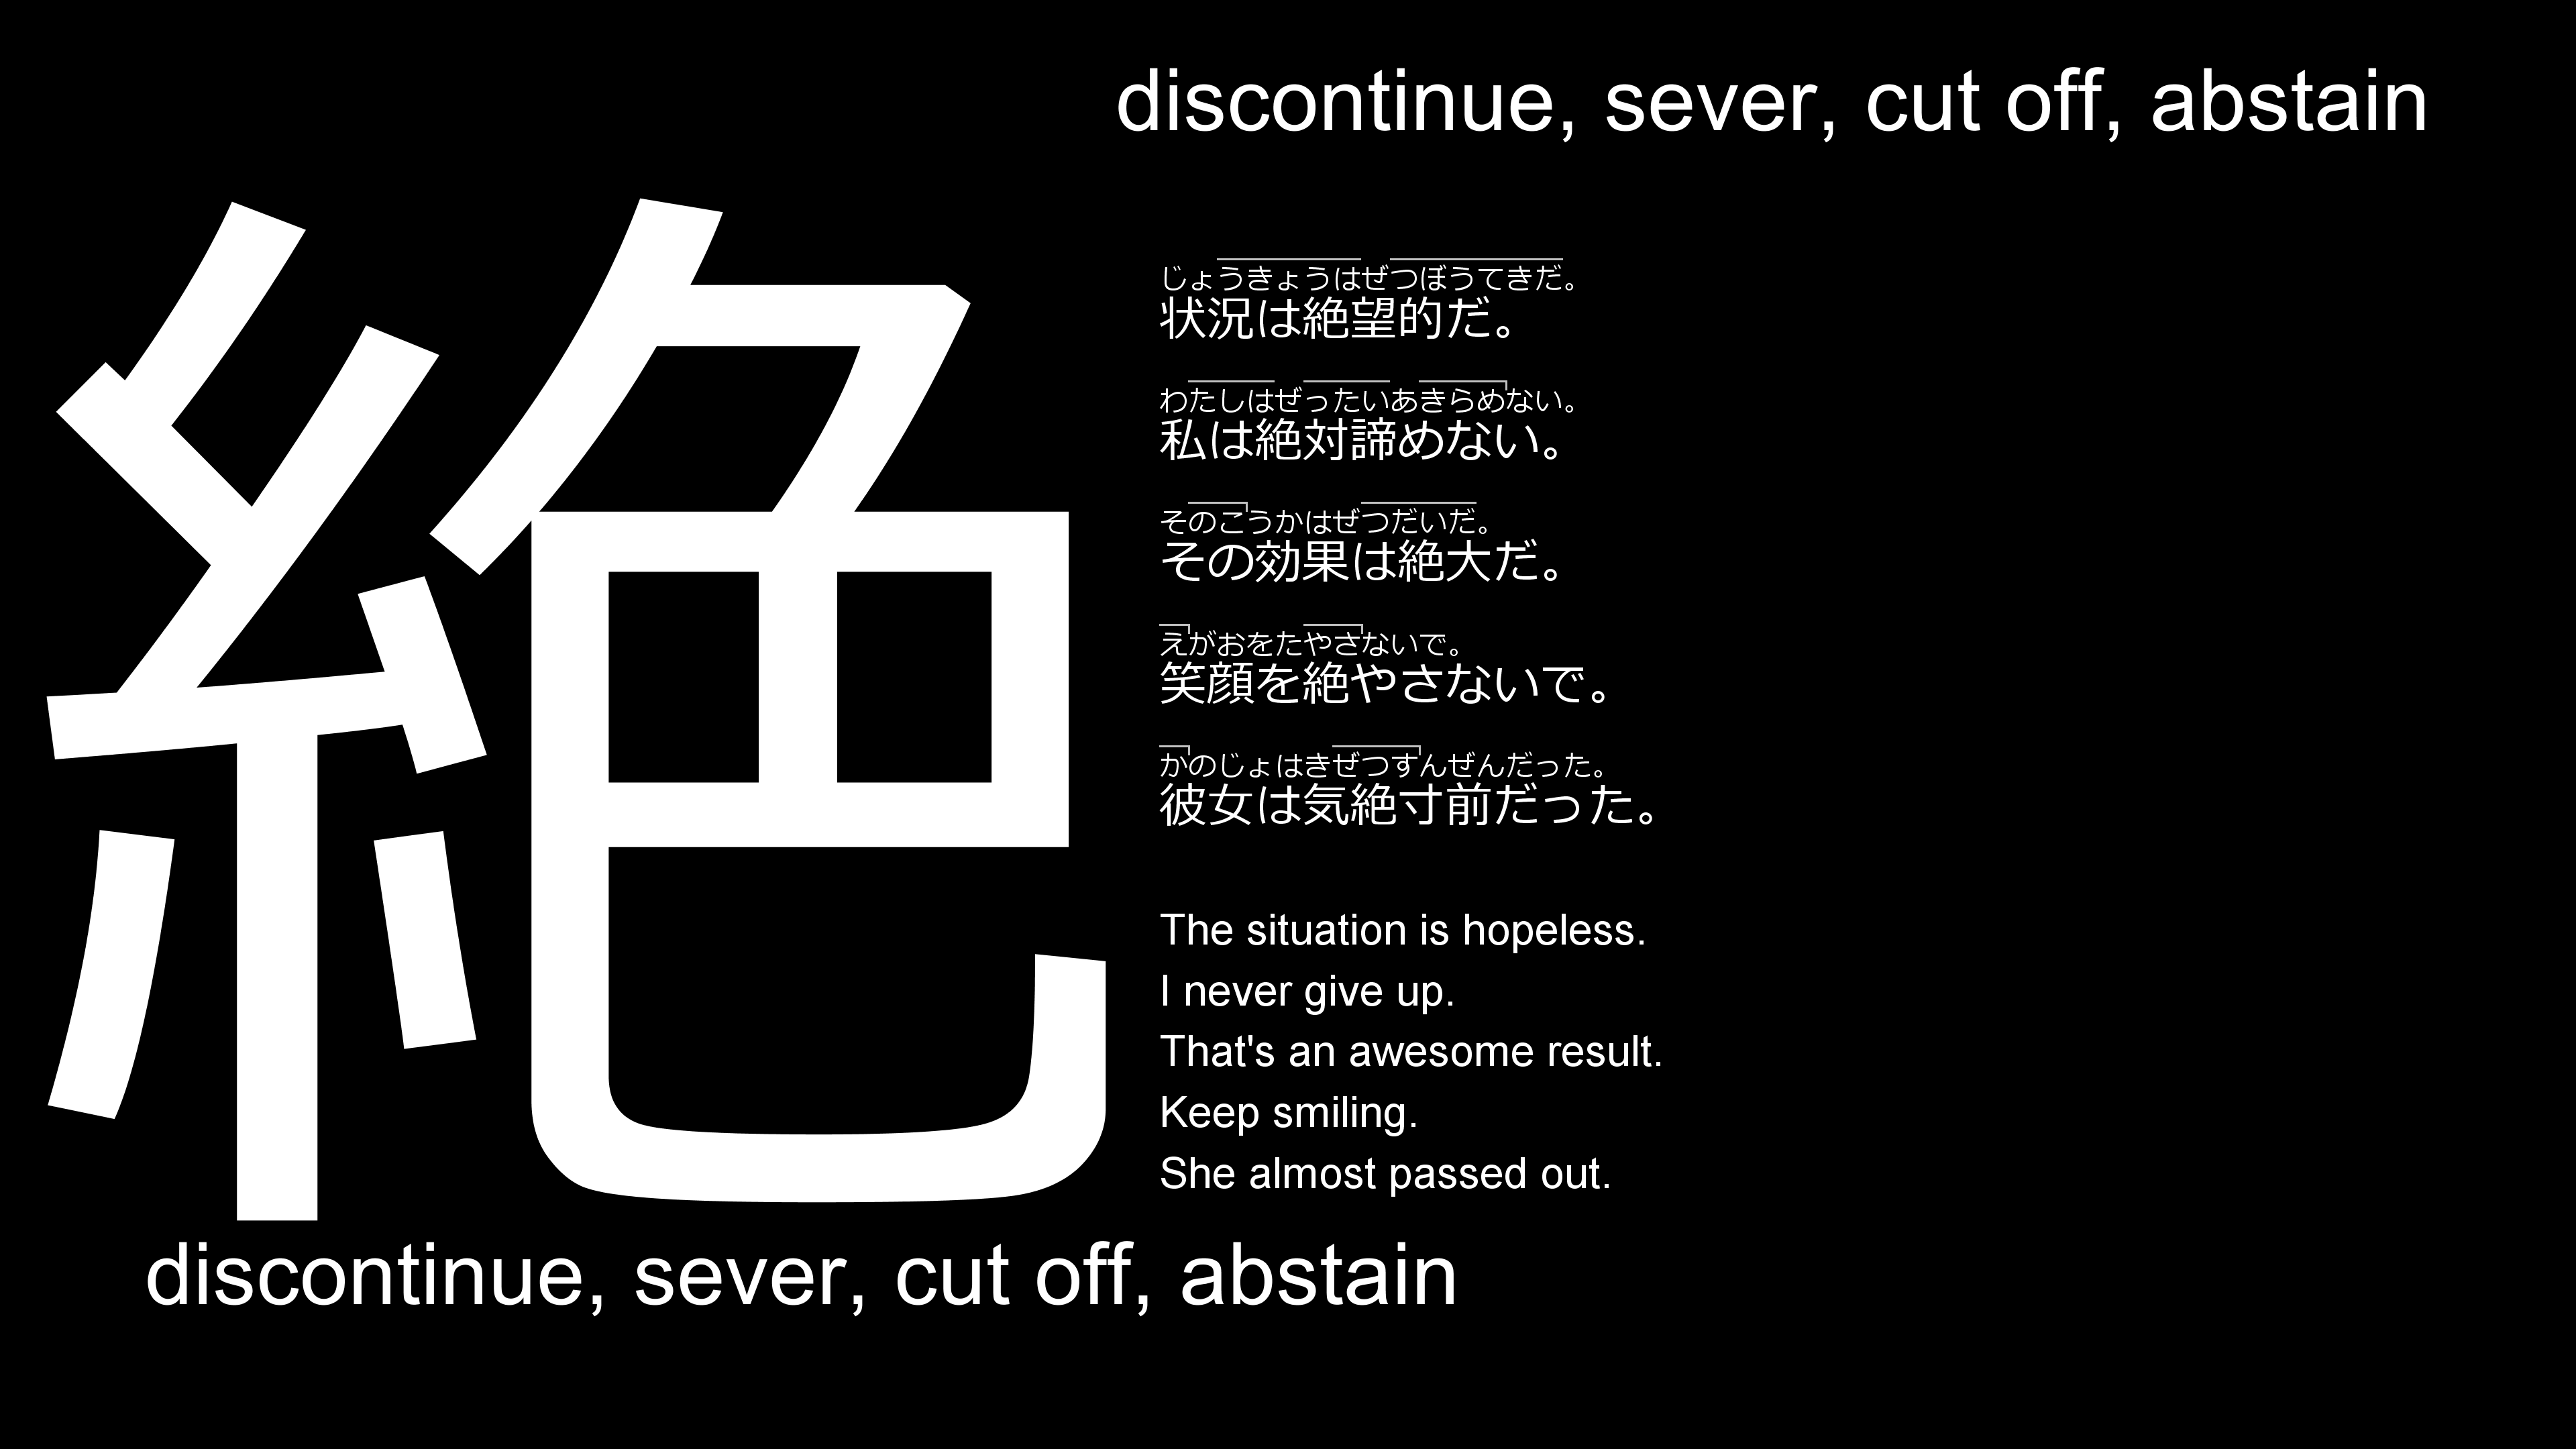 discontinue, sever, cut off, abstain
絶
じょうきょうはぜつぼうてきだ。
状況は絶望的だ。
わたしはぜったいあきらめない。
私は絶対諦めない。
そのこうかはぜつだいだ。
その効果は絶大だ。
えがおをたやさないで。
笑顔を絶やさないで。
かのじょはきぜつすんぜんだった。
彼女は気絶寸前だった。
The situation is hopeless.
I never give up.
That's an awesome result.
Keep smiling.
She almost passed out.
discontinue, sever, cut off, abstain